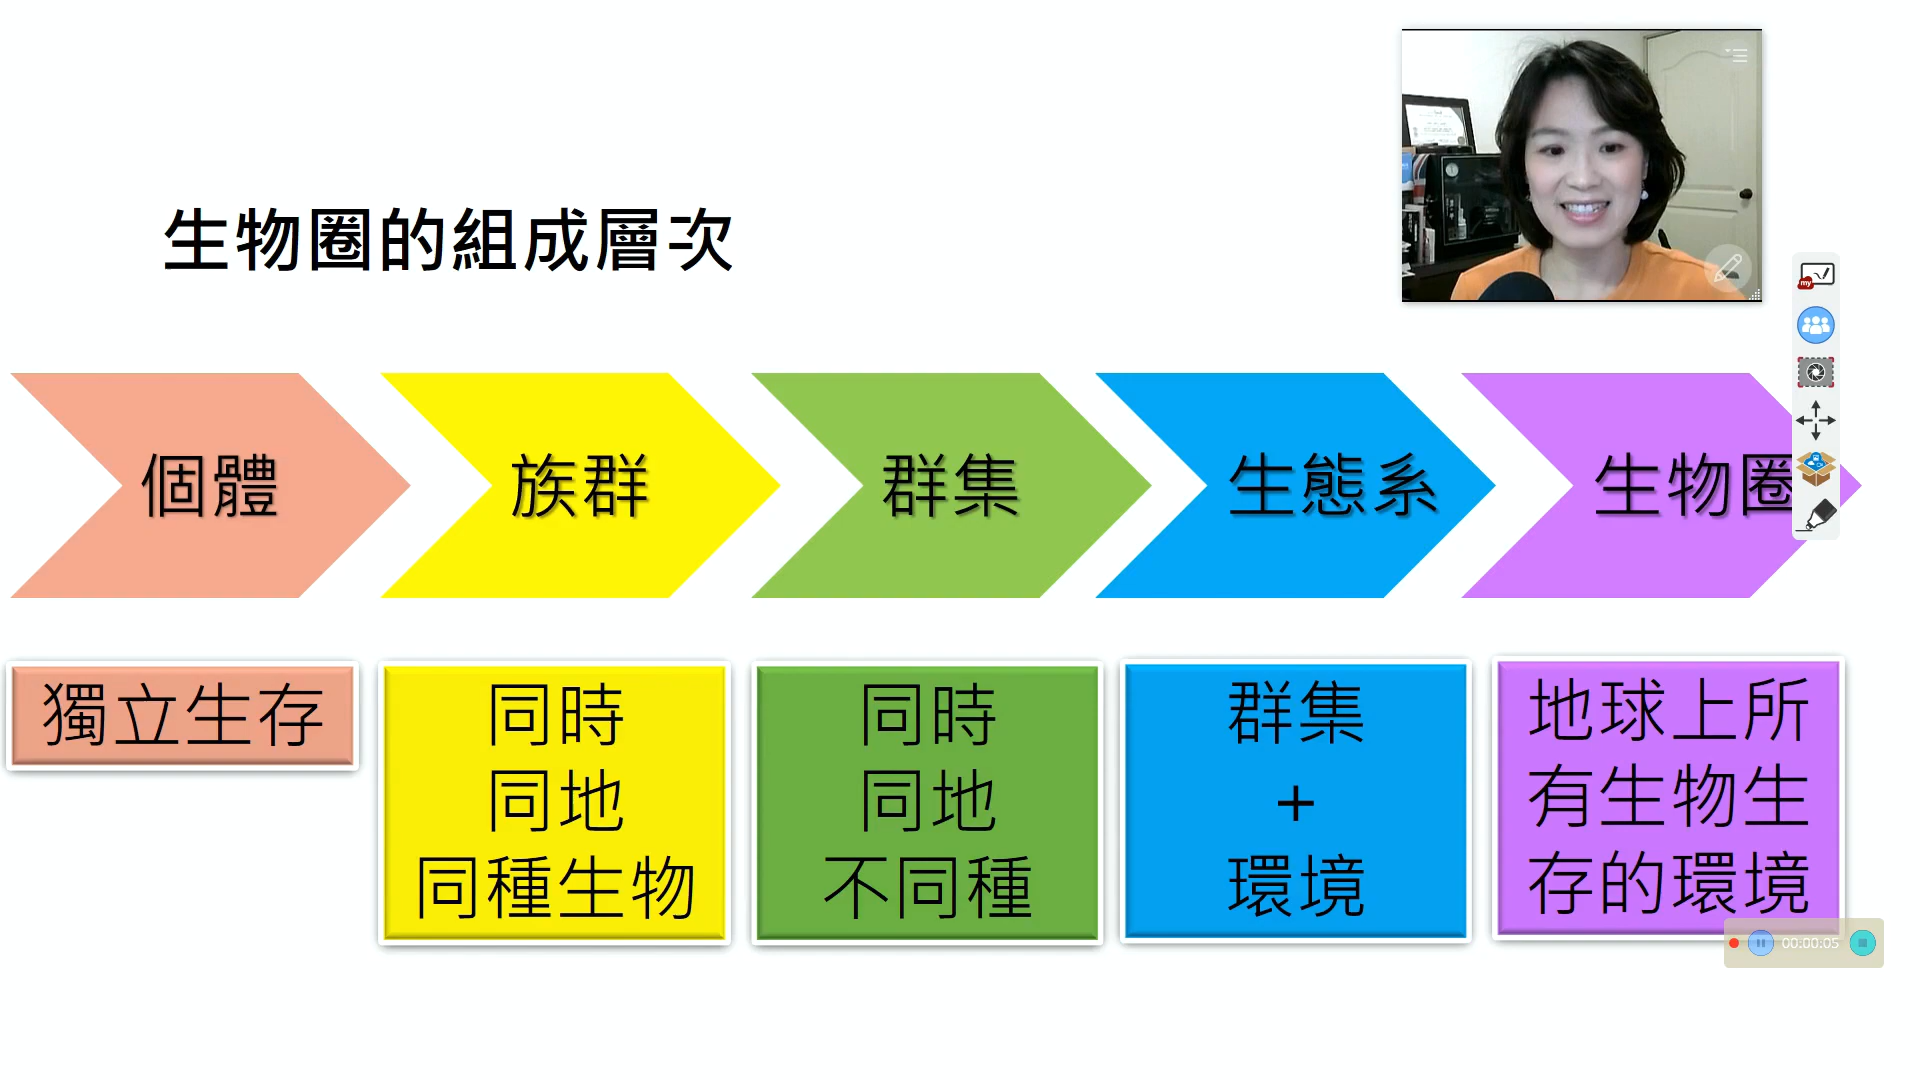 生物圈的組成層次
個體
族群
群集
生態系
生物圈
獨立生存
同時
同地
同種生物
同時
同地
不同種
群集
+
環境
地球上所
有生物生
存的環境
my
00:00:05